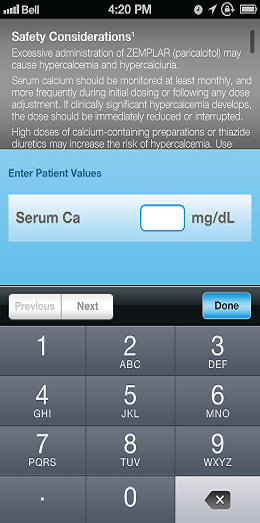 Bell 4:20 PM
Safety Considerations¹
Excessive administration of ZEMPLAR (paricalcitol) may
cause hypercalcemia and hypercalciuria.
Serum calcium should be monitored at least monthly, and
more frequently during initial dosing or following any dose
adjustment. If clinically significant hypercalcemia develops,
the dose should be immediately reduced or interrupted.
High doses of calcium-containing preparations or thiazide
diuretics may increase the risk of hypercalcemia. Use
Enter Patient Values
Serum Ca mg/dL
Previous Next Done
1 2 3
ABC DEF
4 5 6
GHI JKL MNO
7 8 9
PQRS TUV WXYZ
. 0